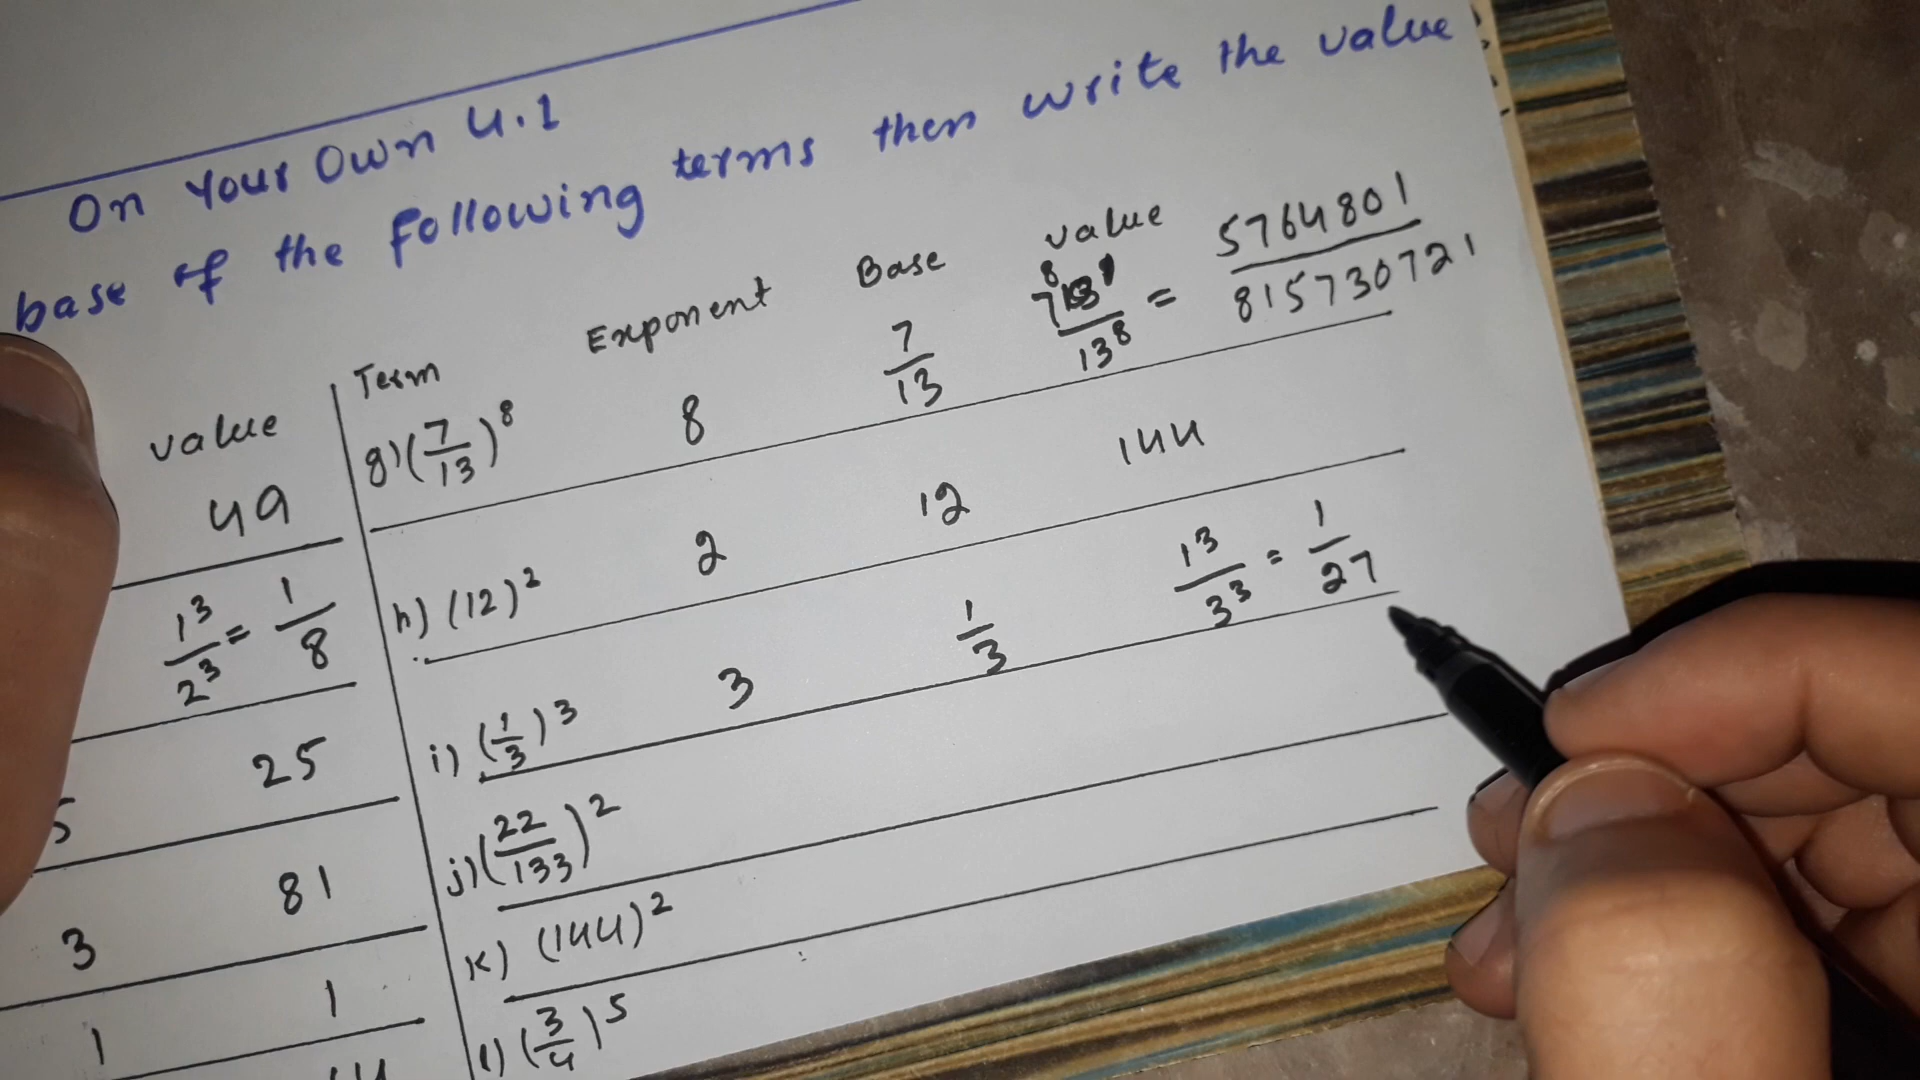 On Your Own 4.1
base of the following terms then write the value
value
49
1³/2³ = 1/8
5 25
3 81
1 1
Term Exponent Base value
g) (7/13)⁸ 8 7/13 7⁸/13⁸ = 5764801/815730721
h) (12)² 2 12 144
i) (1/3)³ 3 1/3 1³/3³ = 1/27
j) (22/133)²
k) (144)²
l) (3/4)⁵